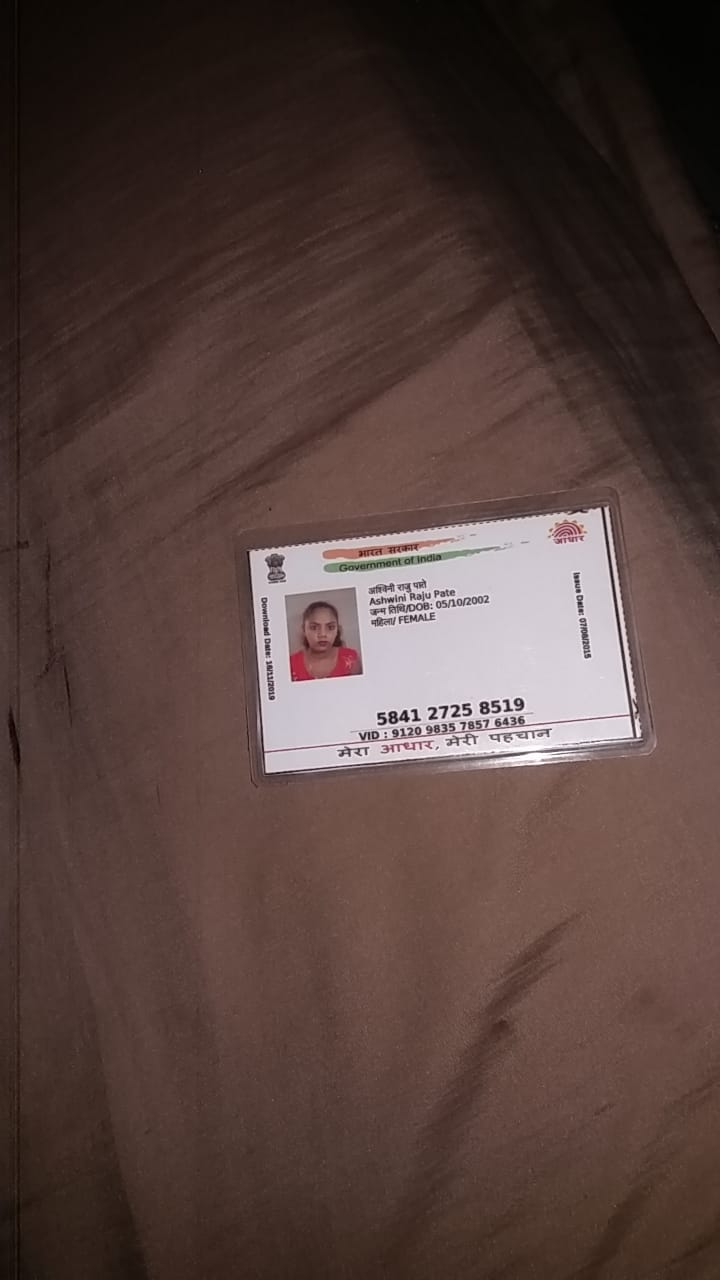 भारत सरकार
Government of India
आधार
अश्विनी राजु पाते
Ashwini Raju Pate
जन्म तिथि/DOB: 05/10/2002
महिला/ FEMALE
Download Date: 16/11/2019
Issue Date: 07/08/2015
5841 2725 8519
VID : 9120 9835 7857 6436
मेरा आधार, मेरी पहचान